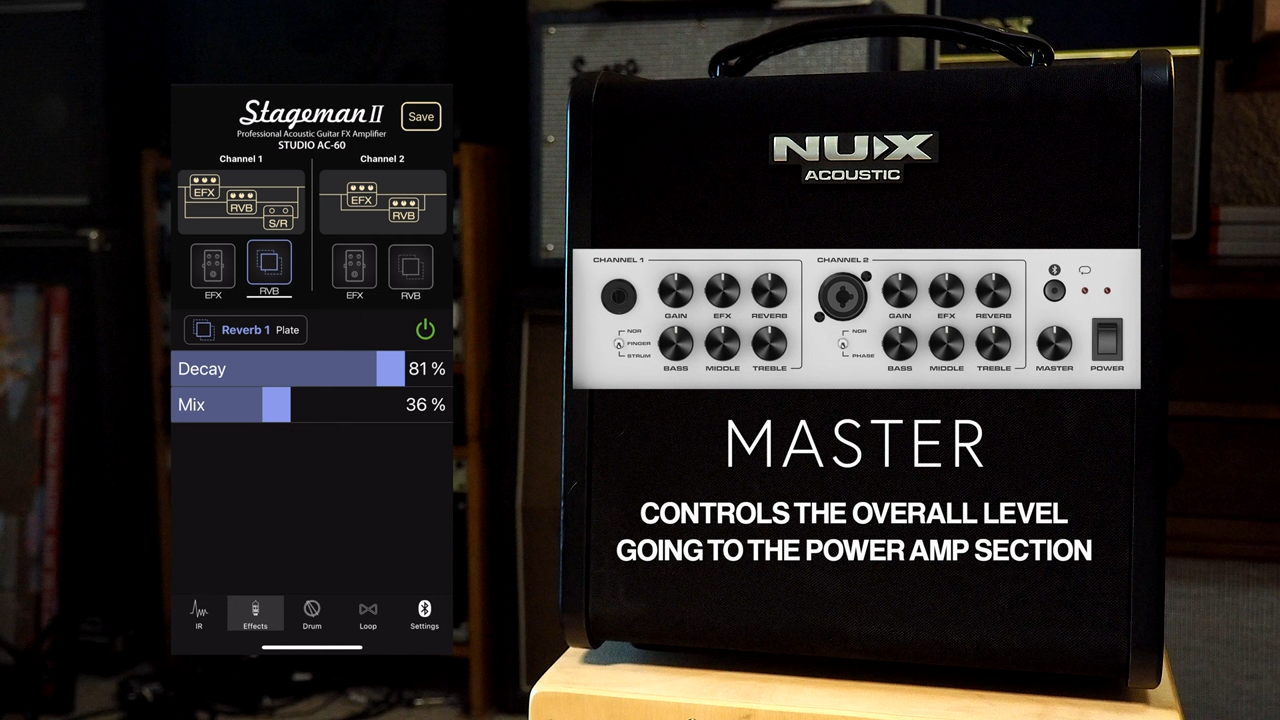 Stageman II
Save
Professional Acoustic Guitar FX Amplifier
STUDIO AC-60
Channel 1
Channel 2
EFX
RVB
S/R
EFX
RVB
EFX
RVB
EFX
RVB
Reverb 1 Plate
Decay 81 %
Mix 36 %
IR
Effects
Drum
Loop
Settings
NUX
ACOUSTIC
CHANNEL 1
CHANNEL 2
GAIN EFX REVERB
GAIN EFX REVERB
NOR
FINGER
STRUM
NOR
PHASE
BASS MIDDLE TREBLE
BASS MIDDLE TREBLE
MASTER
POWER
MASTER
CONTROLS THE OVERALL LEVEL
GOING TO THE POWER AMP SECTION